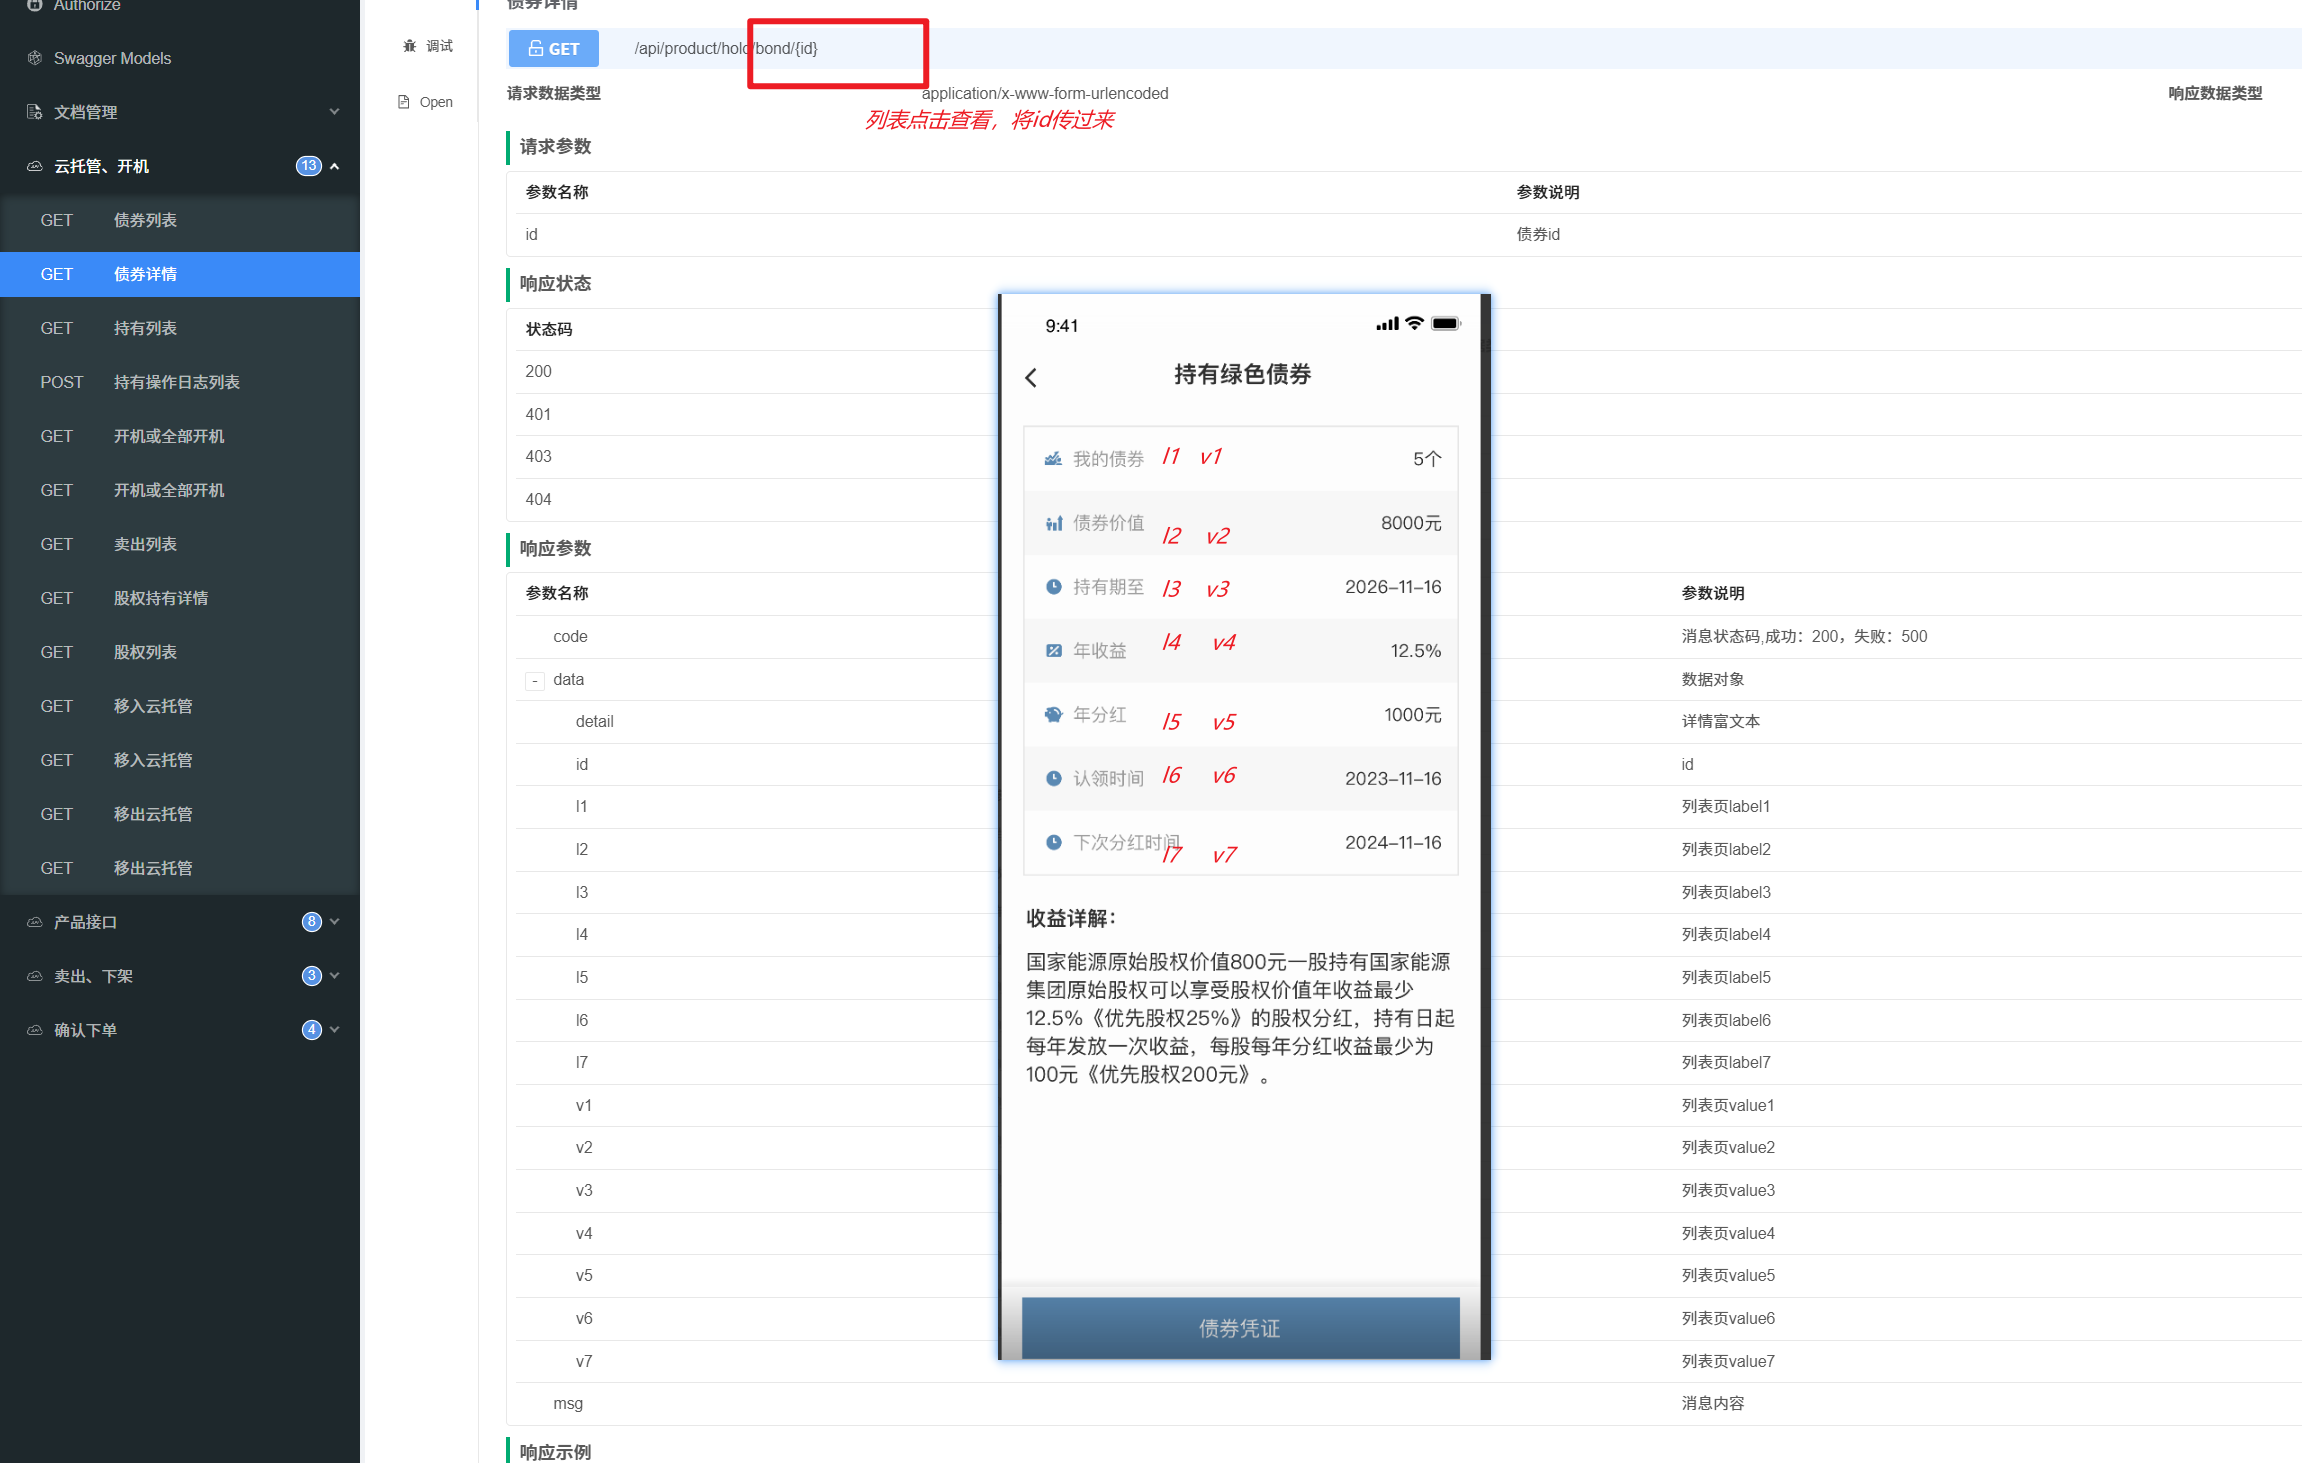 Authorize
Swagger Models
文档管理
云托管、开机 13
GET 债券列表
GET 债券详情
GET 持有列表
POST 持有操作日志列表
GET 开机或全部开机
GET 开机或全部开机
GET 卖出列表
GET 股权持有详情
GET 股权列表
GET 移入云托管
GET 移入云托管
GET 移出云托管
GET 移出云托管
产品接口 8
卖出、下架 3
确认下单 4
调试
Open
债券详情
GET /api/product/hold/bond/{id}
请求数据类型 application/x-www-form-urlencoded 响应数据类型
列表点击查看，将id传过来
请求参数
参数名称 参数说明
id 债券id
响应状态
状态码
200
401
403
404
响应参数
参数名称 参数说明
code 消息状态码,成功：200，失败：500
- data 数据对象
detail 详情富文本
id id
l1 列表页label1
l2 列表页label2
l3 列表页label3
l4 列表页label4
l5 列表页label5
l6 列表页label6
l7 列表页label7
v1 列表页value1
v2 列表页value2
v3 列表页value3
v4 列表页value4
v5 列表页value5
v6 列表页value6
v7 列表页value7
msg 消息内容
响应示例
9:41
持有绿色债券
我的债券 l1 v1 5个
债券价值 l2 v2 8000元
持有期至 l3 v3 2026-11-16
年收益 l4 v4 12.5%
年分红 l5 v5 1000元
认领时间 l6 v6 2023-11-16
下次分红时间 l7 v7 2024-11-16
收益详解：
国家能源原始股权价值800元一股持有国家能源
集团原始股权可以享受股权价值年收益最少
12.5%《优先股权25%》的股权分红，持有日起
每年发放一次收益，每股每年分红收益最少为
100元《优先股权200元》。
债券凭证